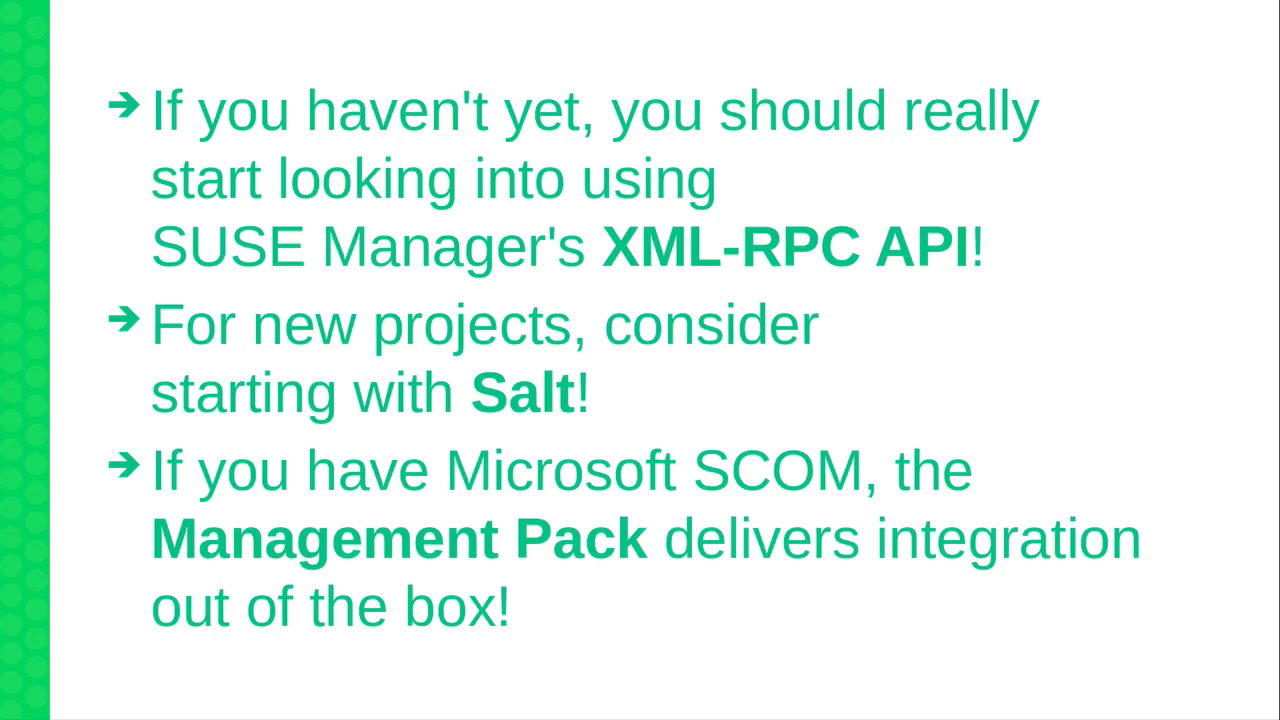 ➔ If you haven't yet, you should really
start looking into using
SUSE Manager's XML-RPC API!
➔ For new projects, consider
starting with Salt!
➔ If you have Microsoft SCOM, the
Management Pack delivers integration
out of the box!